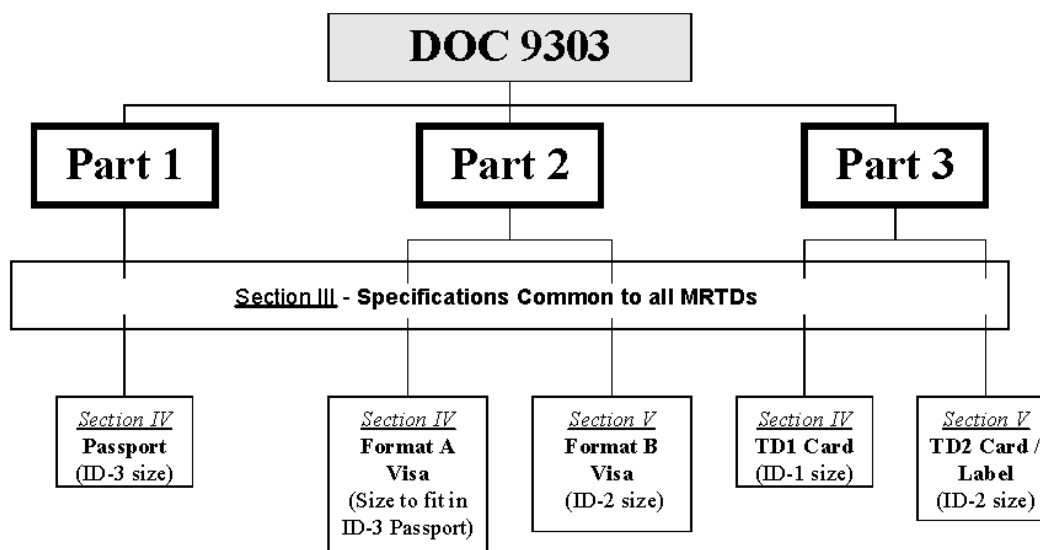 DOC 9303
Part 1
Part 2
Part 3
Section III - Specifications Common to all MRTDs
Section IV
Passport
(ID-3 size)
Section IV
Format A
Visa
(Size to fit in
ID-3 Passport)
Section V
Format B
Visa
(ID-2 size)
Section IV
TD1 Card
(ID-1 size)
Section V
TD2 Card /
Label
(ID-2 size)